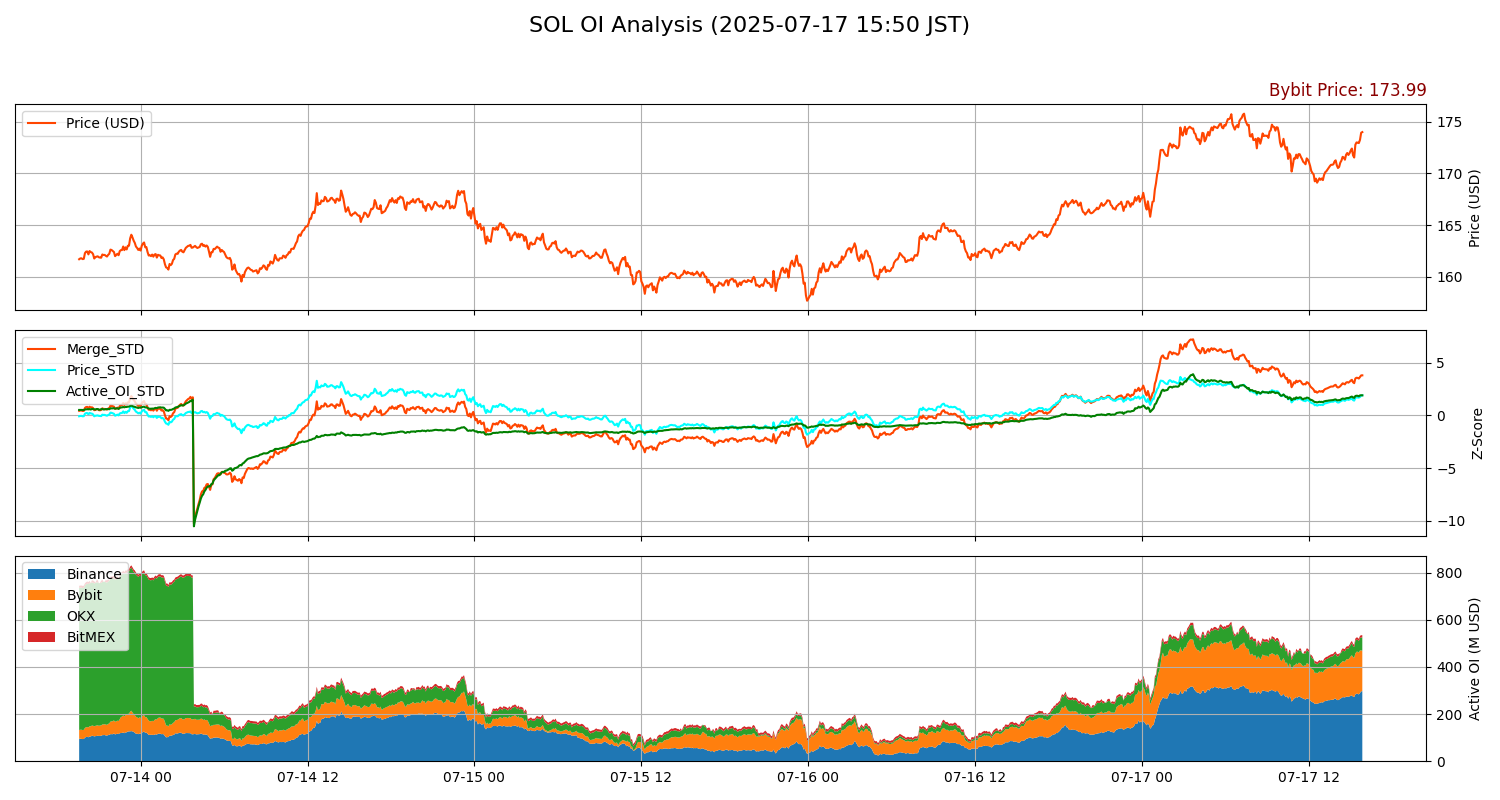 SOL OI Analysis (2025-07-17 15:50 JST)
Bybit Price: 173.99
Price (USD)
175
170
165
160
Price (USD)
Merge_STD
Price_STD
Active_OI_STD
5
0
−5
−10
Z-Score
Binance
Bybit
OKX
BitMEX
800
600
400
200
0
Active OI (M USD)
07-14 00
07-14 12
07-15 00
07-15 12
07-16 00
07-16 12
07-17 00
07-17 12